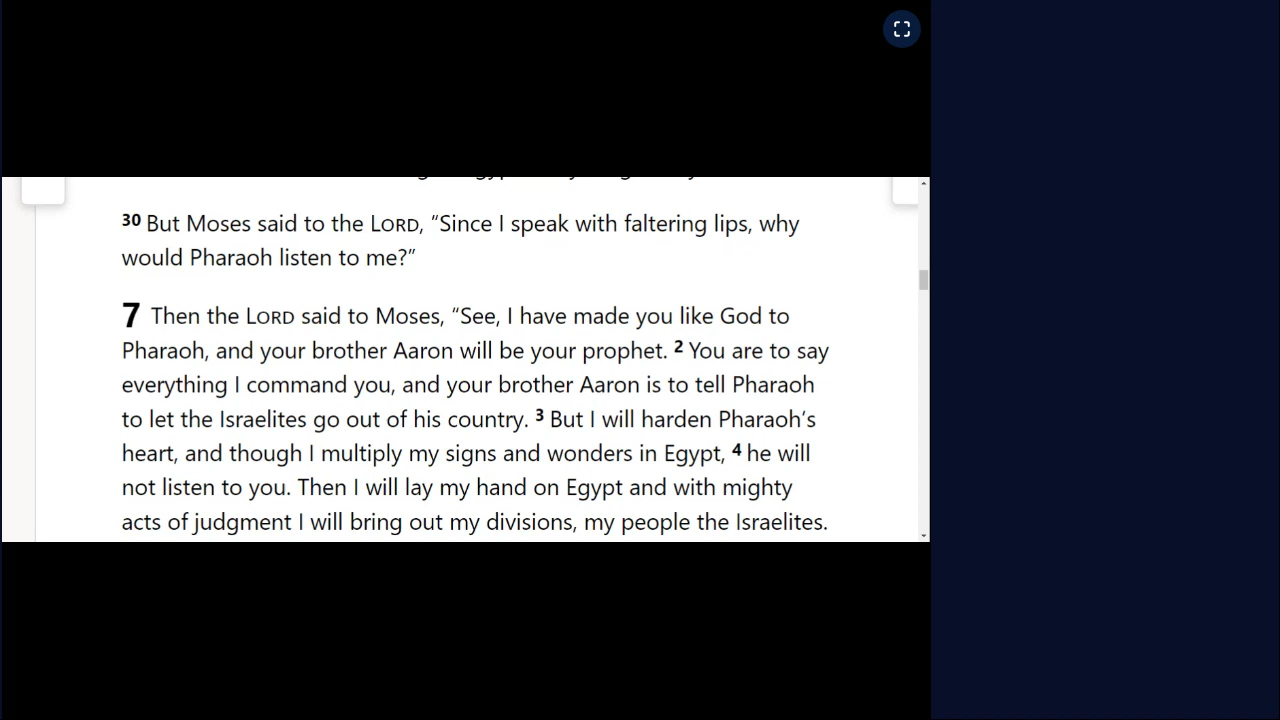 30 But Moses said to the LORD, “Since I speak with faltering lips, why
would Pharaoh listen to me?”
7 Then the LORD said to Moses, “See, I have made you like God to
Pharaoh, and your brother Aaron will be your prophet. 2 You are to say
everything I command you, and your brother Aaron is to tell Pharaoh
to let the Israelites go out of his country. 3 But I will harden Pharaoh’s
heart, and though I multiply my signs and wonders in Egypt, 4 he will
not listen to you. Then I will lay my hand on Egypt and with mighty
acts of judgment I will bring out my divisions, my people the Israelites.